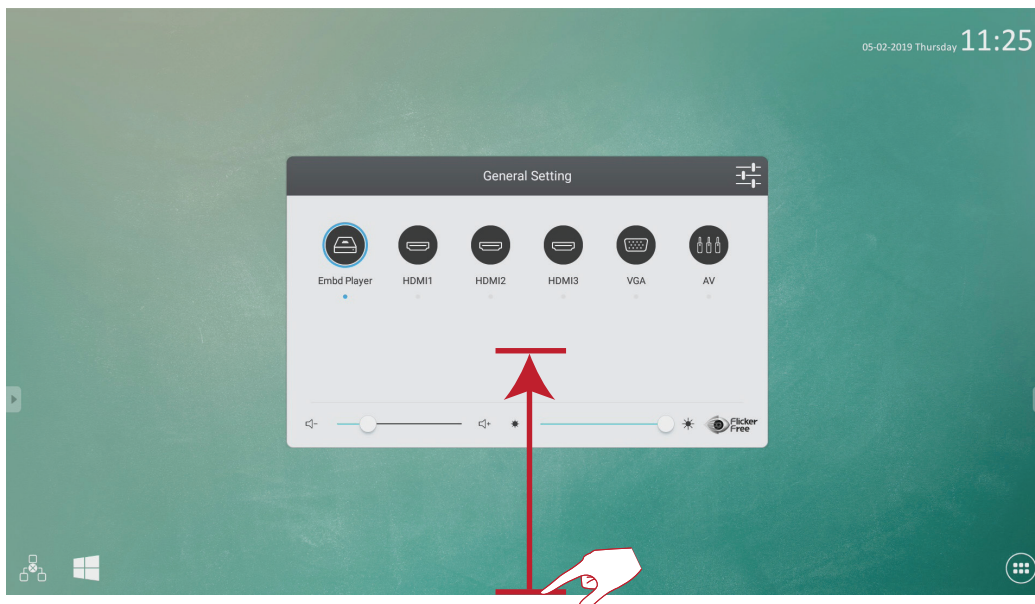 05-02-2019 Thursday 11:25
General Setting
Embd Player HDMI1 HDMI2 HDMI3 VGA AV
Flicker
Free